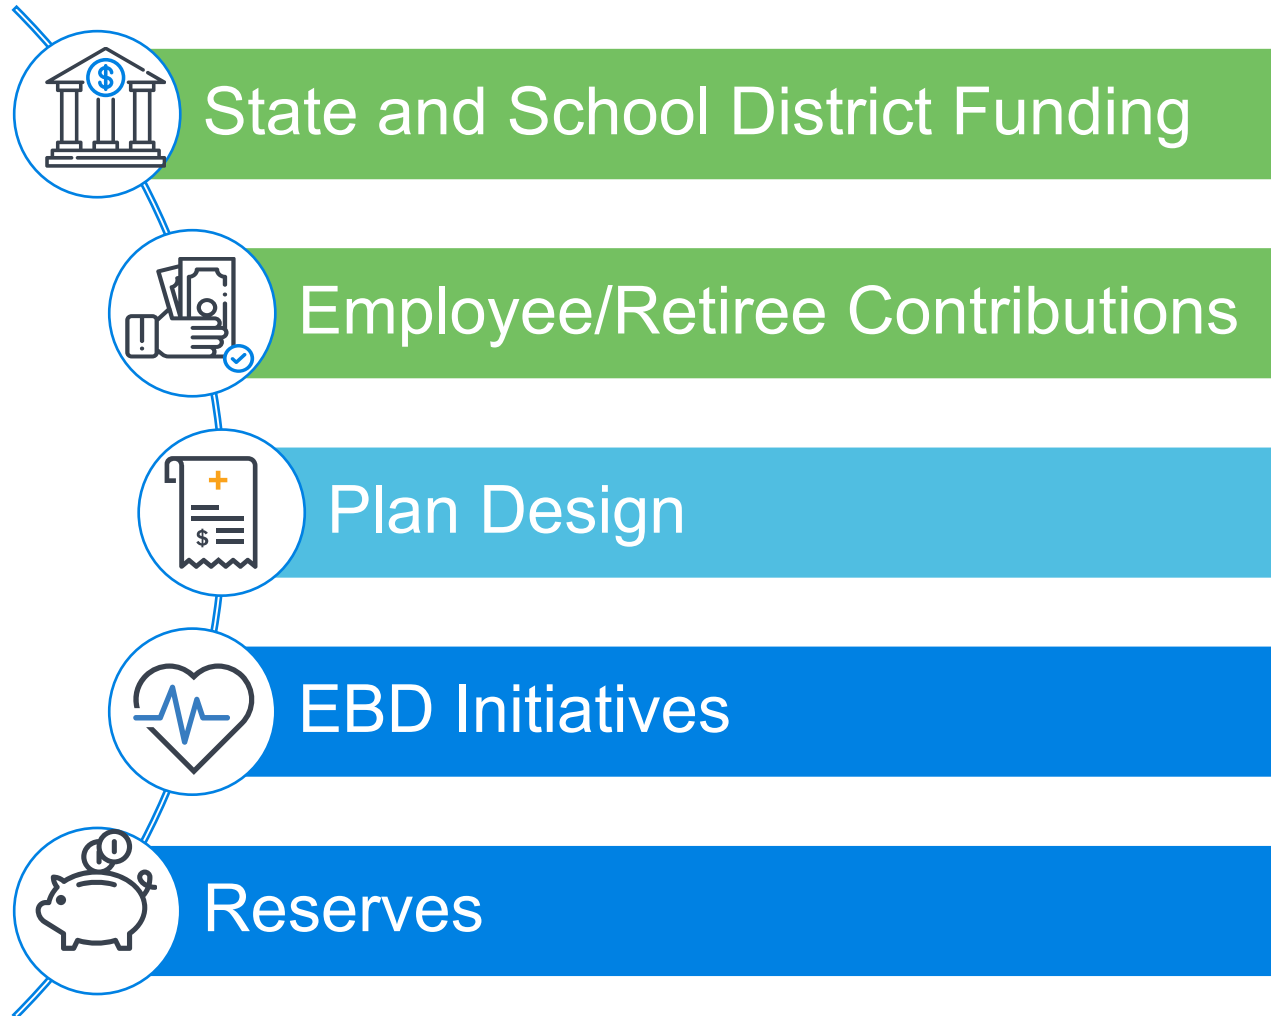 $
State and School District Funding
Employee/Retiree Contributions
$
Plan Design
EBD Initiatives
Reserves